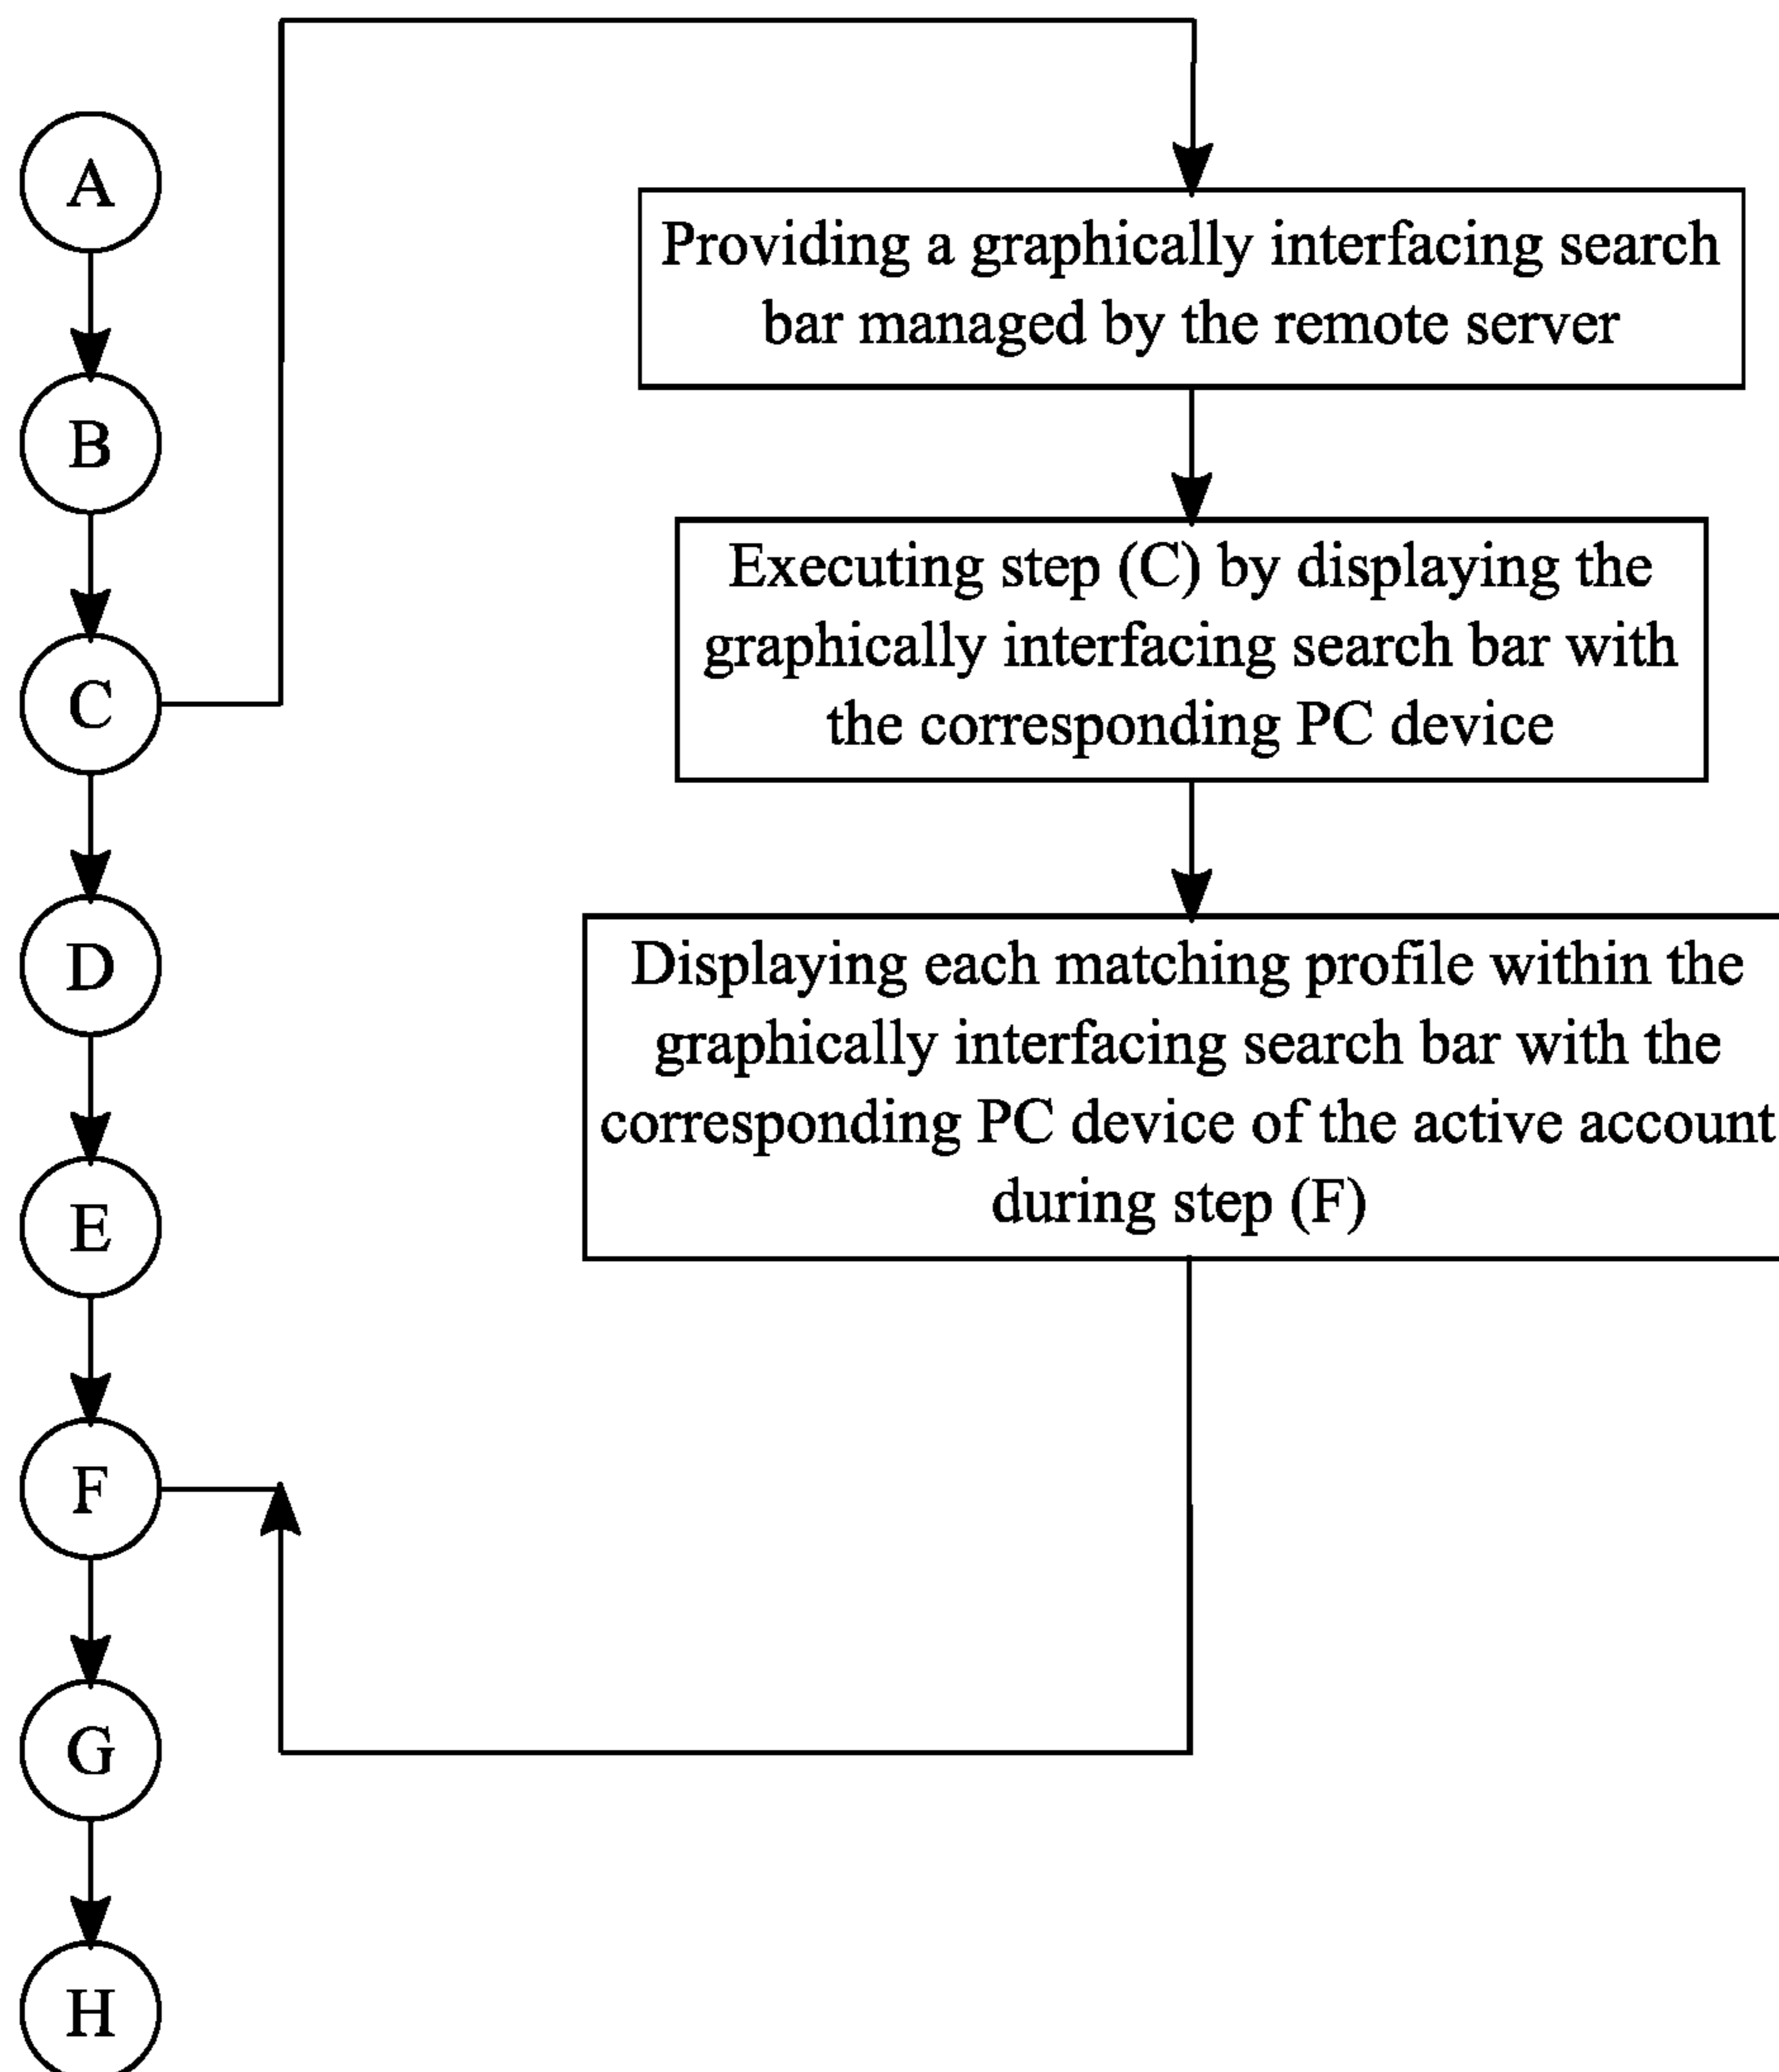 A
B
C
D
E
F
G
H
Providing a graphically interfacing search
bar managed by the remote server
Executing step (C) by displaying the
graphically interfacing search bar with
the corresponding PC device
Displaying each matching profile within the
graphically interfacing search bar with the
corresponding PC device of the active account
during step (F)